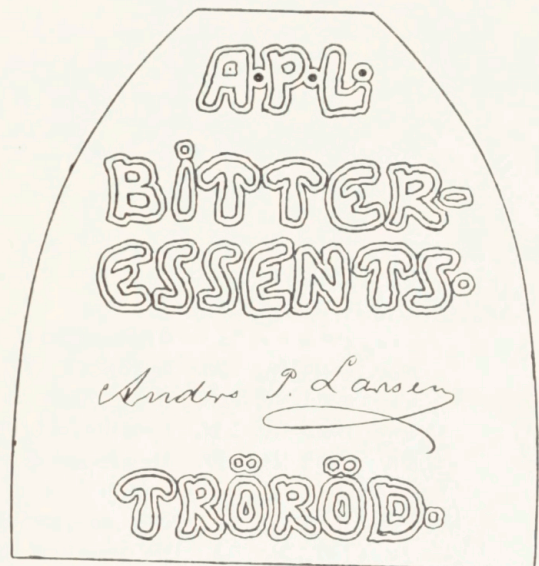 A·P·L·
BITTER-
ESSENTS.
Anders P. Larsen
TRÖRÖD.